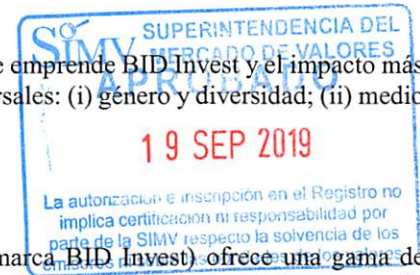 SUPERINTENDENCIA DEL
SIMV MERCADO DE VALORES
e emprende BID Invest y el impacto más
APROBADO
rsales: (i) género y diversidad; (ii) medio
19 SEP 2019
La autorización e inscripción en el Registro no
implica certificación ni responsabilidad por
parte de la SIMV respecto la solvencia de los
marca BID Invest) ofrece una gama d